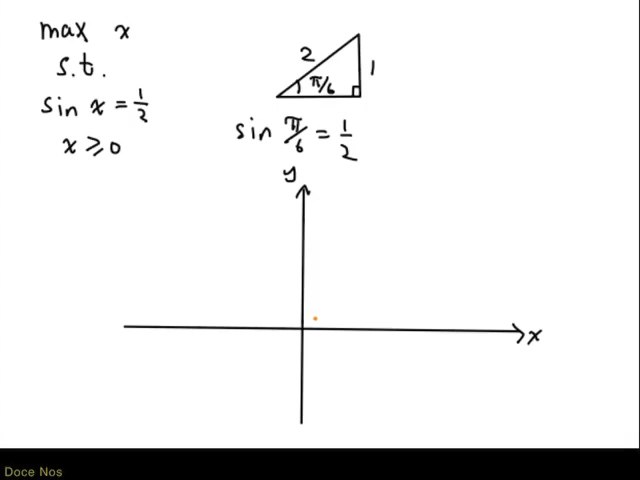 max x
s.t.
sin x = 1/2
x ≥ 0
2
1
π/6
sin π/6 = 1/2
y
x
Doce Nos